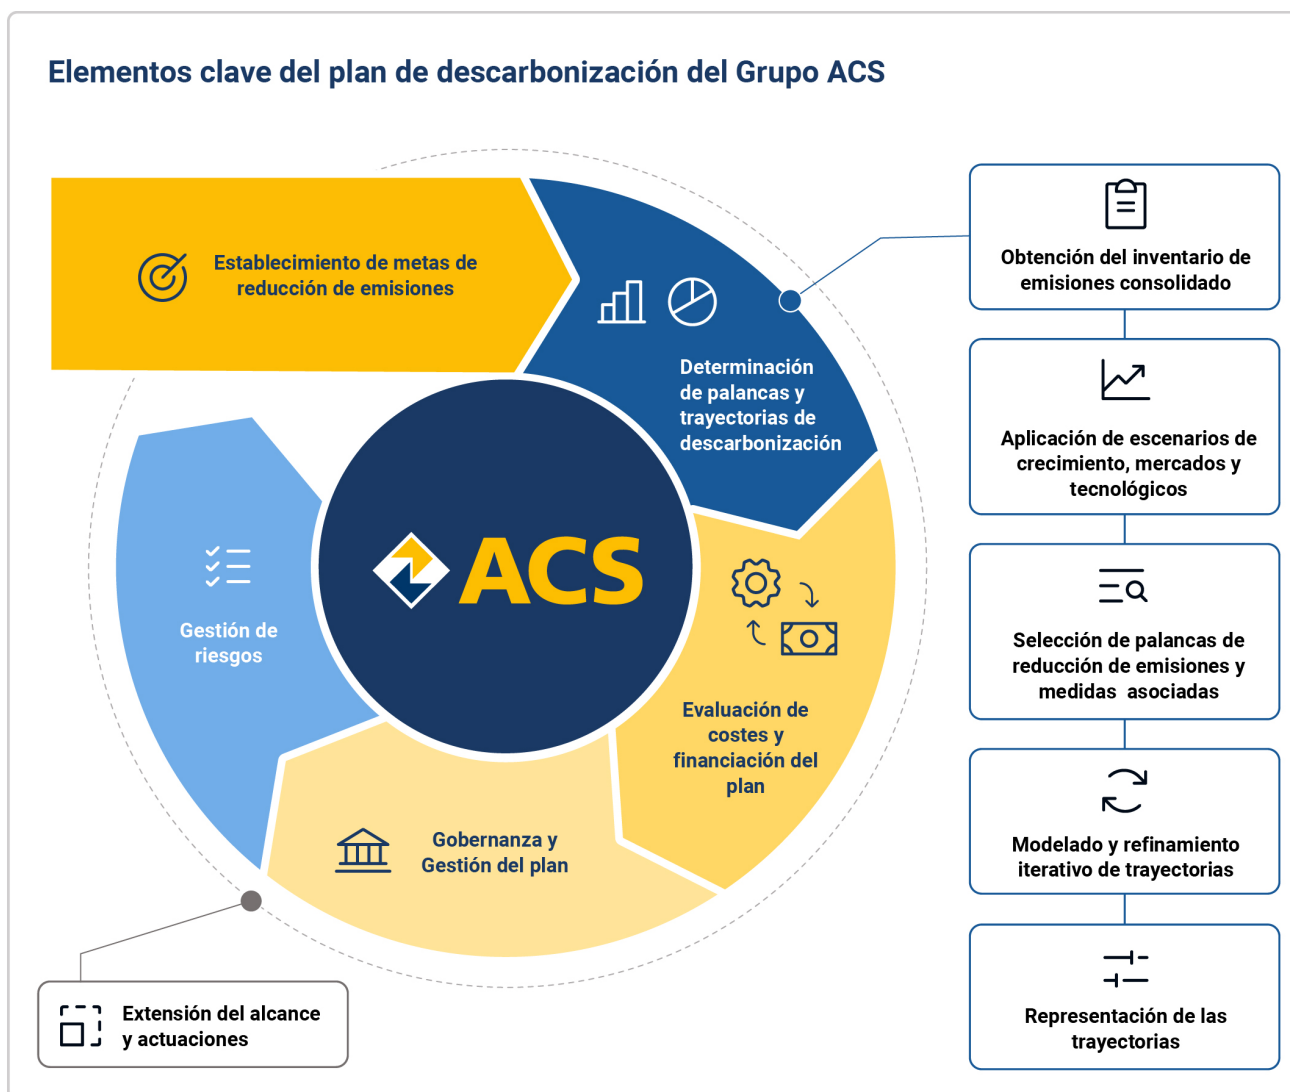 Elementos clave del plan de descarbonización del Grupo ACS
Establecimiento de metas de
reducción de emisiones
Determinación
de palancas y
trayectorias de
descarbonización
Evaluación de
costes y
financiación del
plan
Gobernanza y
Gestión del plan
Gestión de
riesgos
ACS
Extensión del alcance
y actuaciones
Obtención del inventario de
emisiones consolidado
Aplicación de escenarios de
crecimiento, mercados y
tecnológicos
Selección de palancas de
reducción de emisiones y
medidas  asociadas
Modelado y refinamiento
iterativo de trayectorias
Representación de las
trayectorias